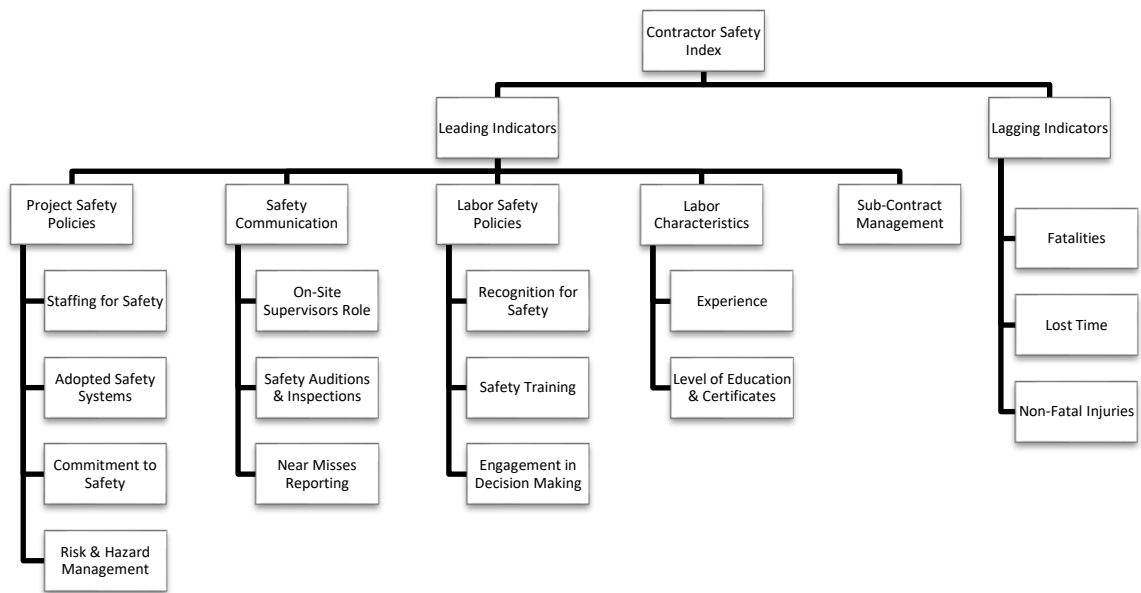 Contractor Safety
Index
Leading Indicators
Lagging Indicators
Project Safety
Policies
Safety
Communication
Labor Safety
Policies
Labor
Characteristics
Sub-Contract
Management
Staffing for Safety
Adopted Safety
Systems
Commitment to
Safety
Risk & Hazard
Management
On-Site
Supervisors Role
Safety Auditions
& Inspections
Near Misses
Reporting
Recognition for
Safety
Safety Training
Engagement in
Decision Making
Experience
Level of Education
& Certificates
Fatalities
Lost Time
Non-Fatal Injuries